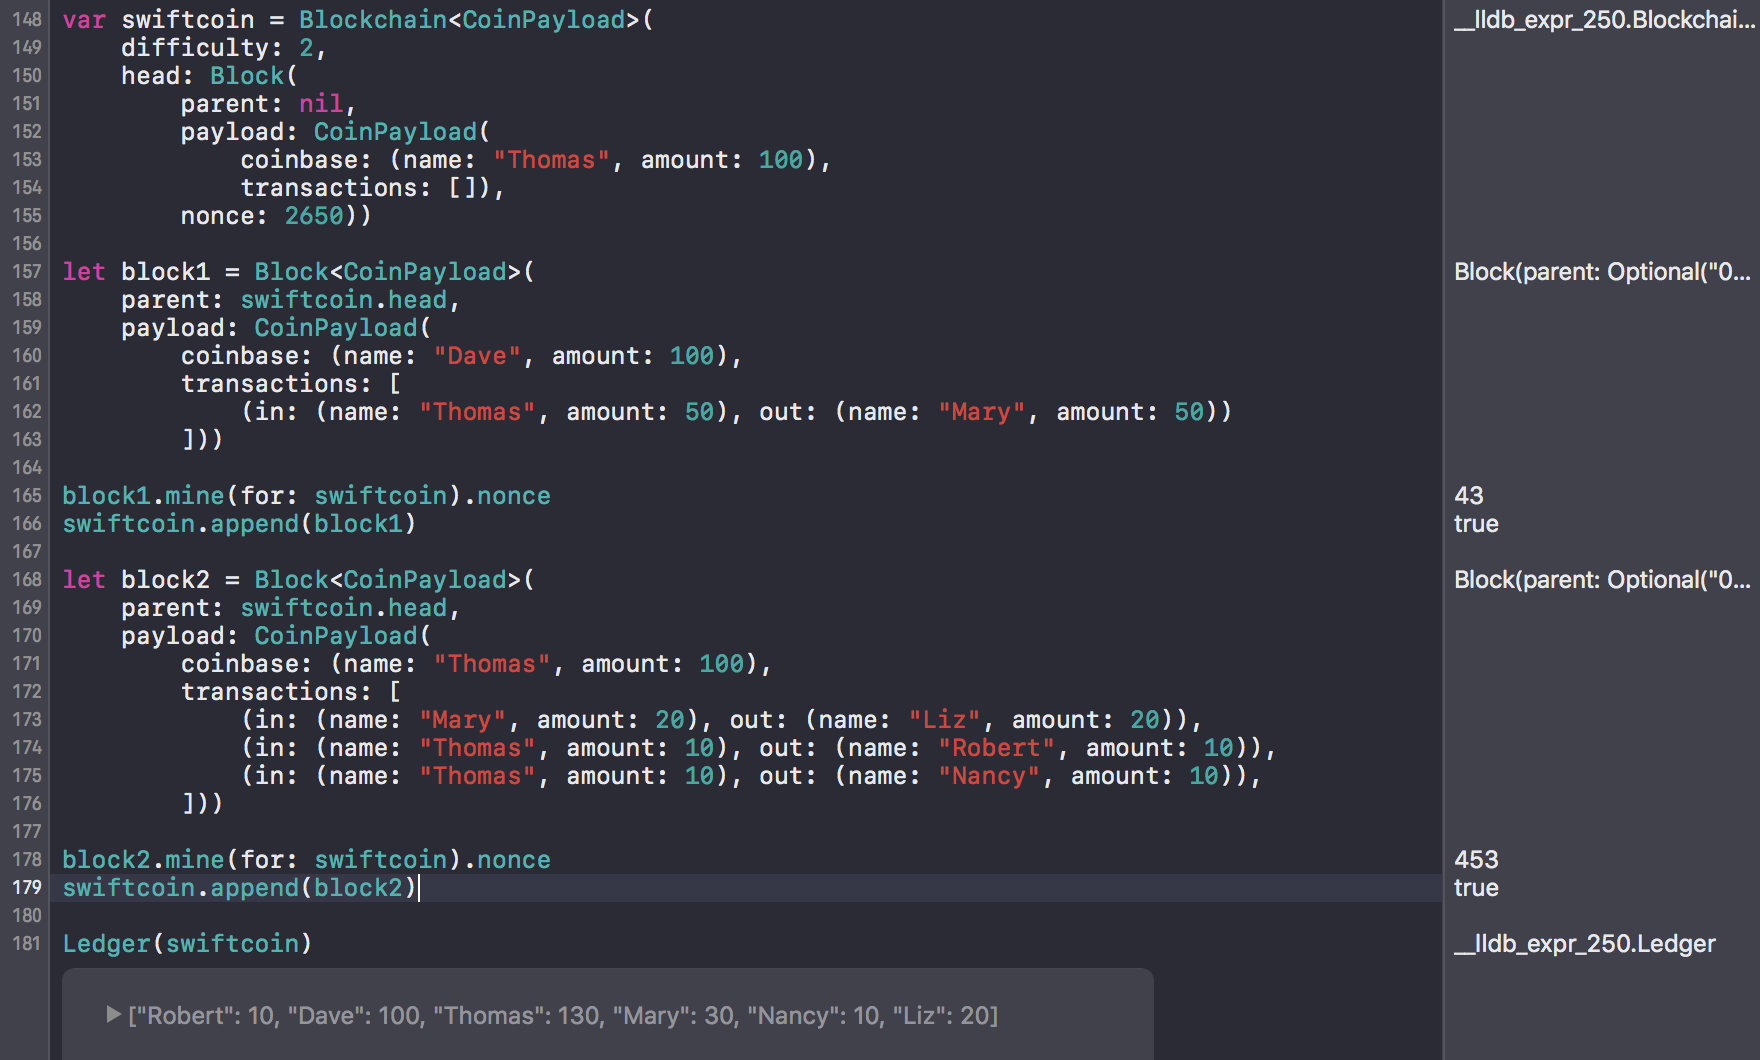 148 var swiftcoin = Blockchain<CoinPayload>( __lldb_expr_250.Blockchai...
149     difficulty: 2,
150     head: Block(
151         parent: nil,
152         payload: CoinPayload(
153             coinbase: (name: "Thomas", amount: 100),
154             transactions: []),
155         nonce: 2650))
156
157 let block1 = Block<CoinPayload>( Block(parent: Optional("0...
158     parent: swiftcoin.head,
159     payload: CoinPayload(
160         coinbase: (name: "Dave", amount: 100),
161         transactions: [
162             (in: (name: "Thomas", amount: 50), out: (name: "Mary", amount: 50))
163         ]))
164
165 block1.mine(for: swiftcoin).nonce 43
166 swiftcoin.append(block1) true
167
168 let block2 = Block<CoinPayload>( Block(parent: Optional("0...
169     parent: swiftcoin.head,
170     payload: CoinPayload(
171         coinbase: (name: "Thomas", amount: 100),
172         transactions: [
173             (in: (name: "Mary", amount: 20), out: (name: "Liz", amount: 20)),
174             (in: (name: "Thomas", amount: 10), out: (name: "Robert", amount: 10)),
175             (in: (name: "Thomas", amount: 10), out: (name: "Nancy", amount: 10)),
176         ]))
177
178 block2.mine(for: swiftcoin).nonce 453
179 swiftcoin.append(block2) true
180
181 Ledger(swiftcoin) __lldb_expr_250.Ledger
["Robert": 10, "Dave": 100, "Thomas": 130, "Mary": 30, "Nancy": 10, "Liz": 20]